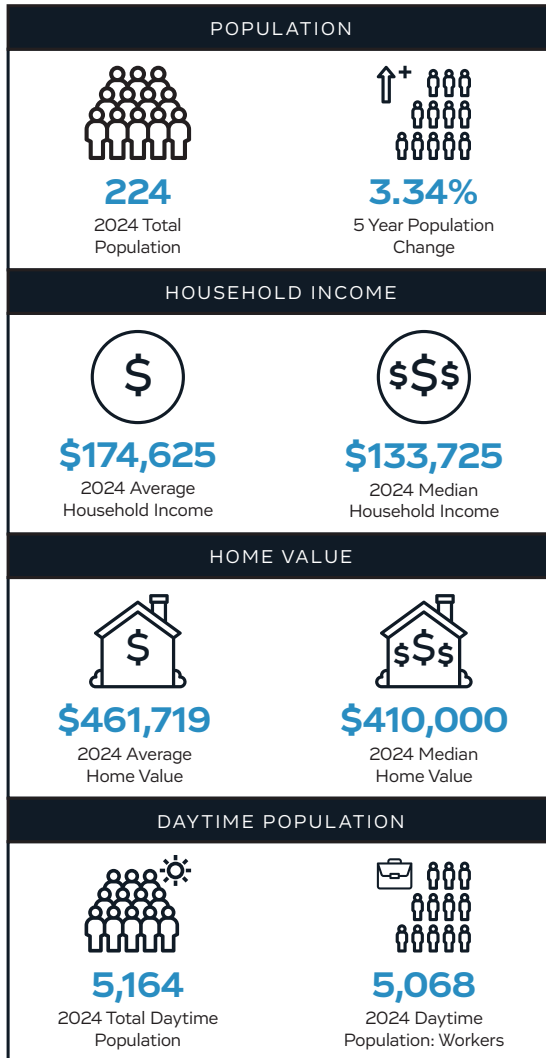 POPULATION
224
2024 Total
Population
3.34%
5 Year Population
Change
HOUSEHOLD INCOME
$
$174,625
2024 Average
Household Income
$$$
$133,725
2024 Median
Household Income
HOME VALUE
$
$461,719
2024 Average
Home Value
$$$
$410,000
2024 Median
Home Value
DAYTIME POPULATION
5,164
2024 Total Daytime
Population
5,068
2024 Daytime
Population: Workers